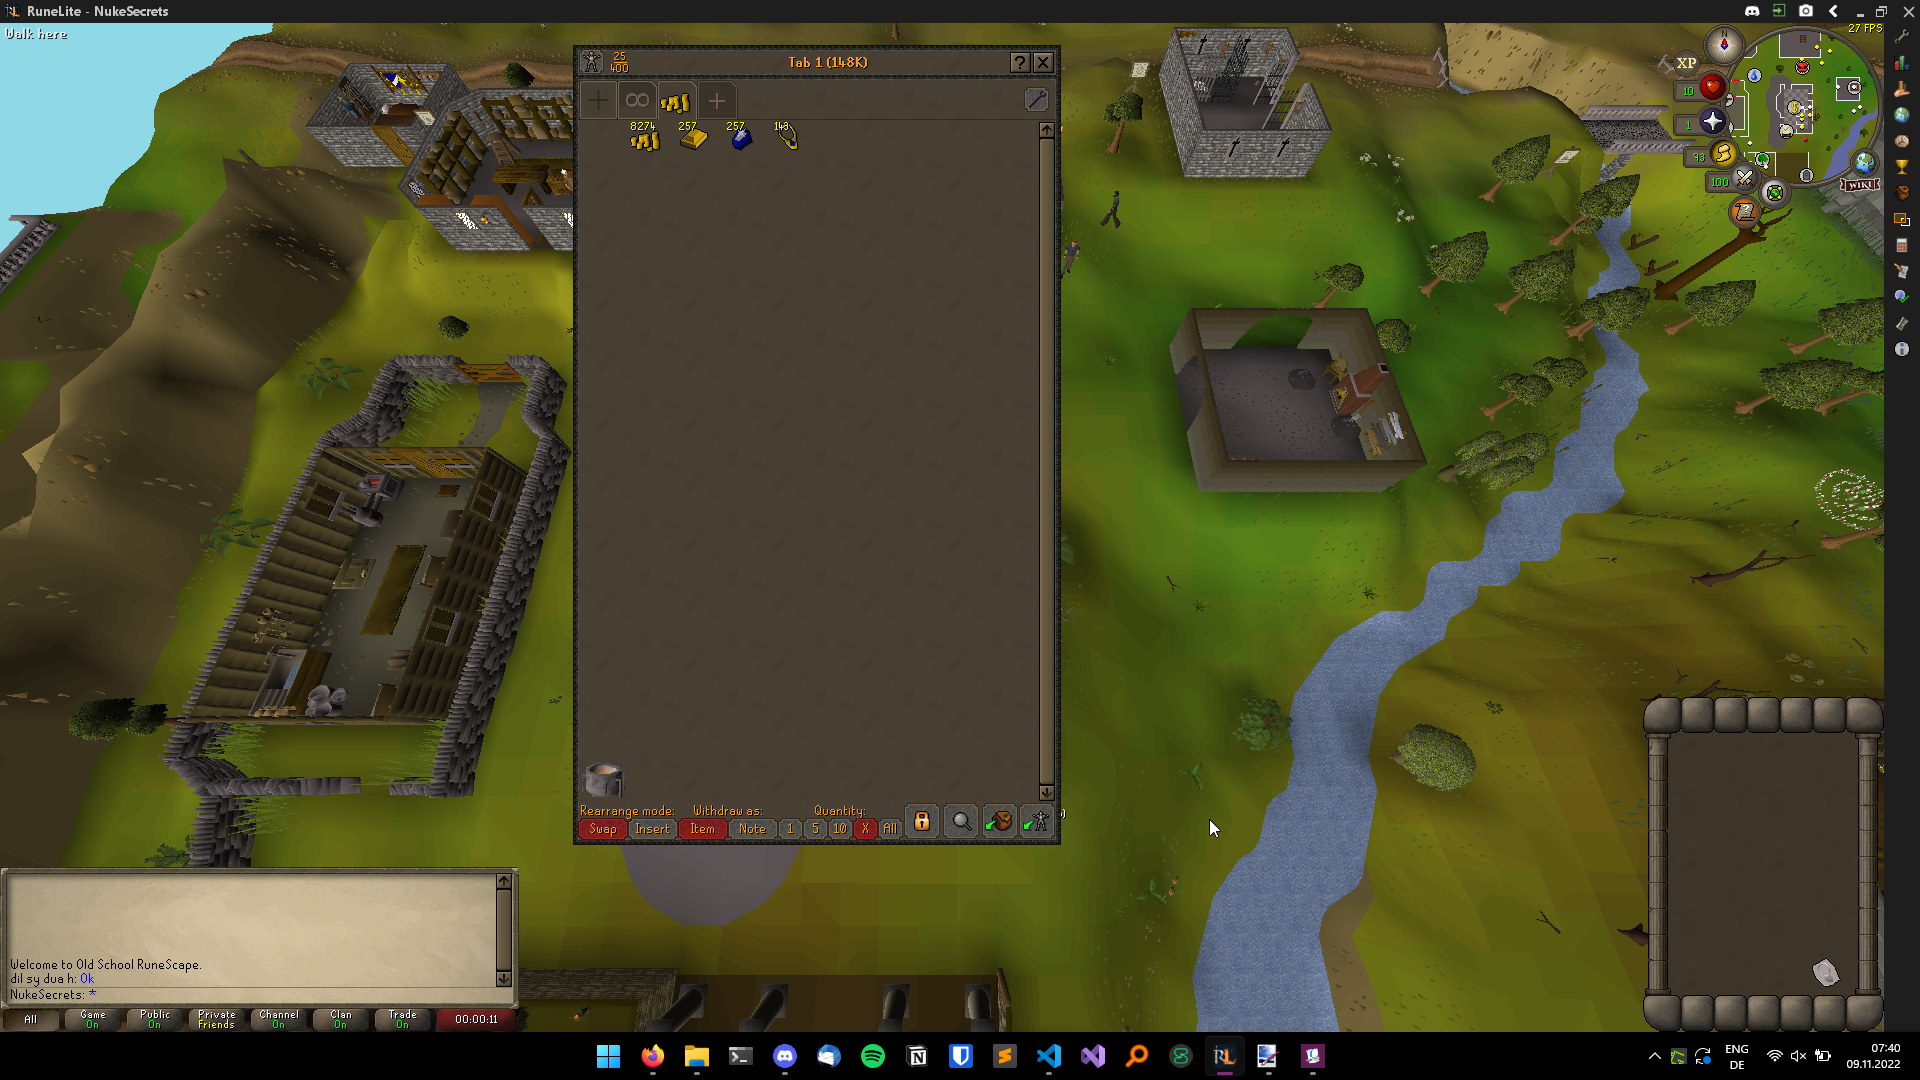 RuneLite - NukeSecrets
Walk here
27 FPS
25
400
Tab 1 (148K)
?
8274
257
257
143
XP
10
1
93
100
N
WIKI
Rearrange mode:
Withdraw as:
Quantity:
Swap
Insert
Item
Note
1
5
10
X
All
Welcome to Old School RuneScape.
dil sy dua h: Ok
NukeSecrets: *
All
Game
On
Public
On
Private
Friends
Channel
On
Clan
On
Trade
On
00:00:11
ENG
DE
07:40
09.11.2022